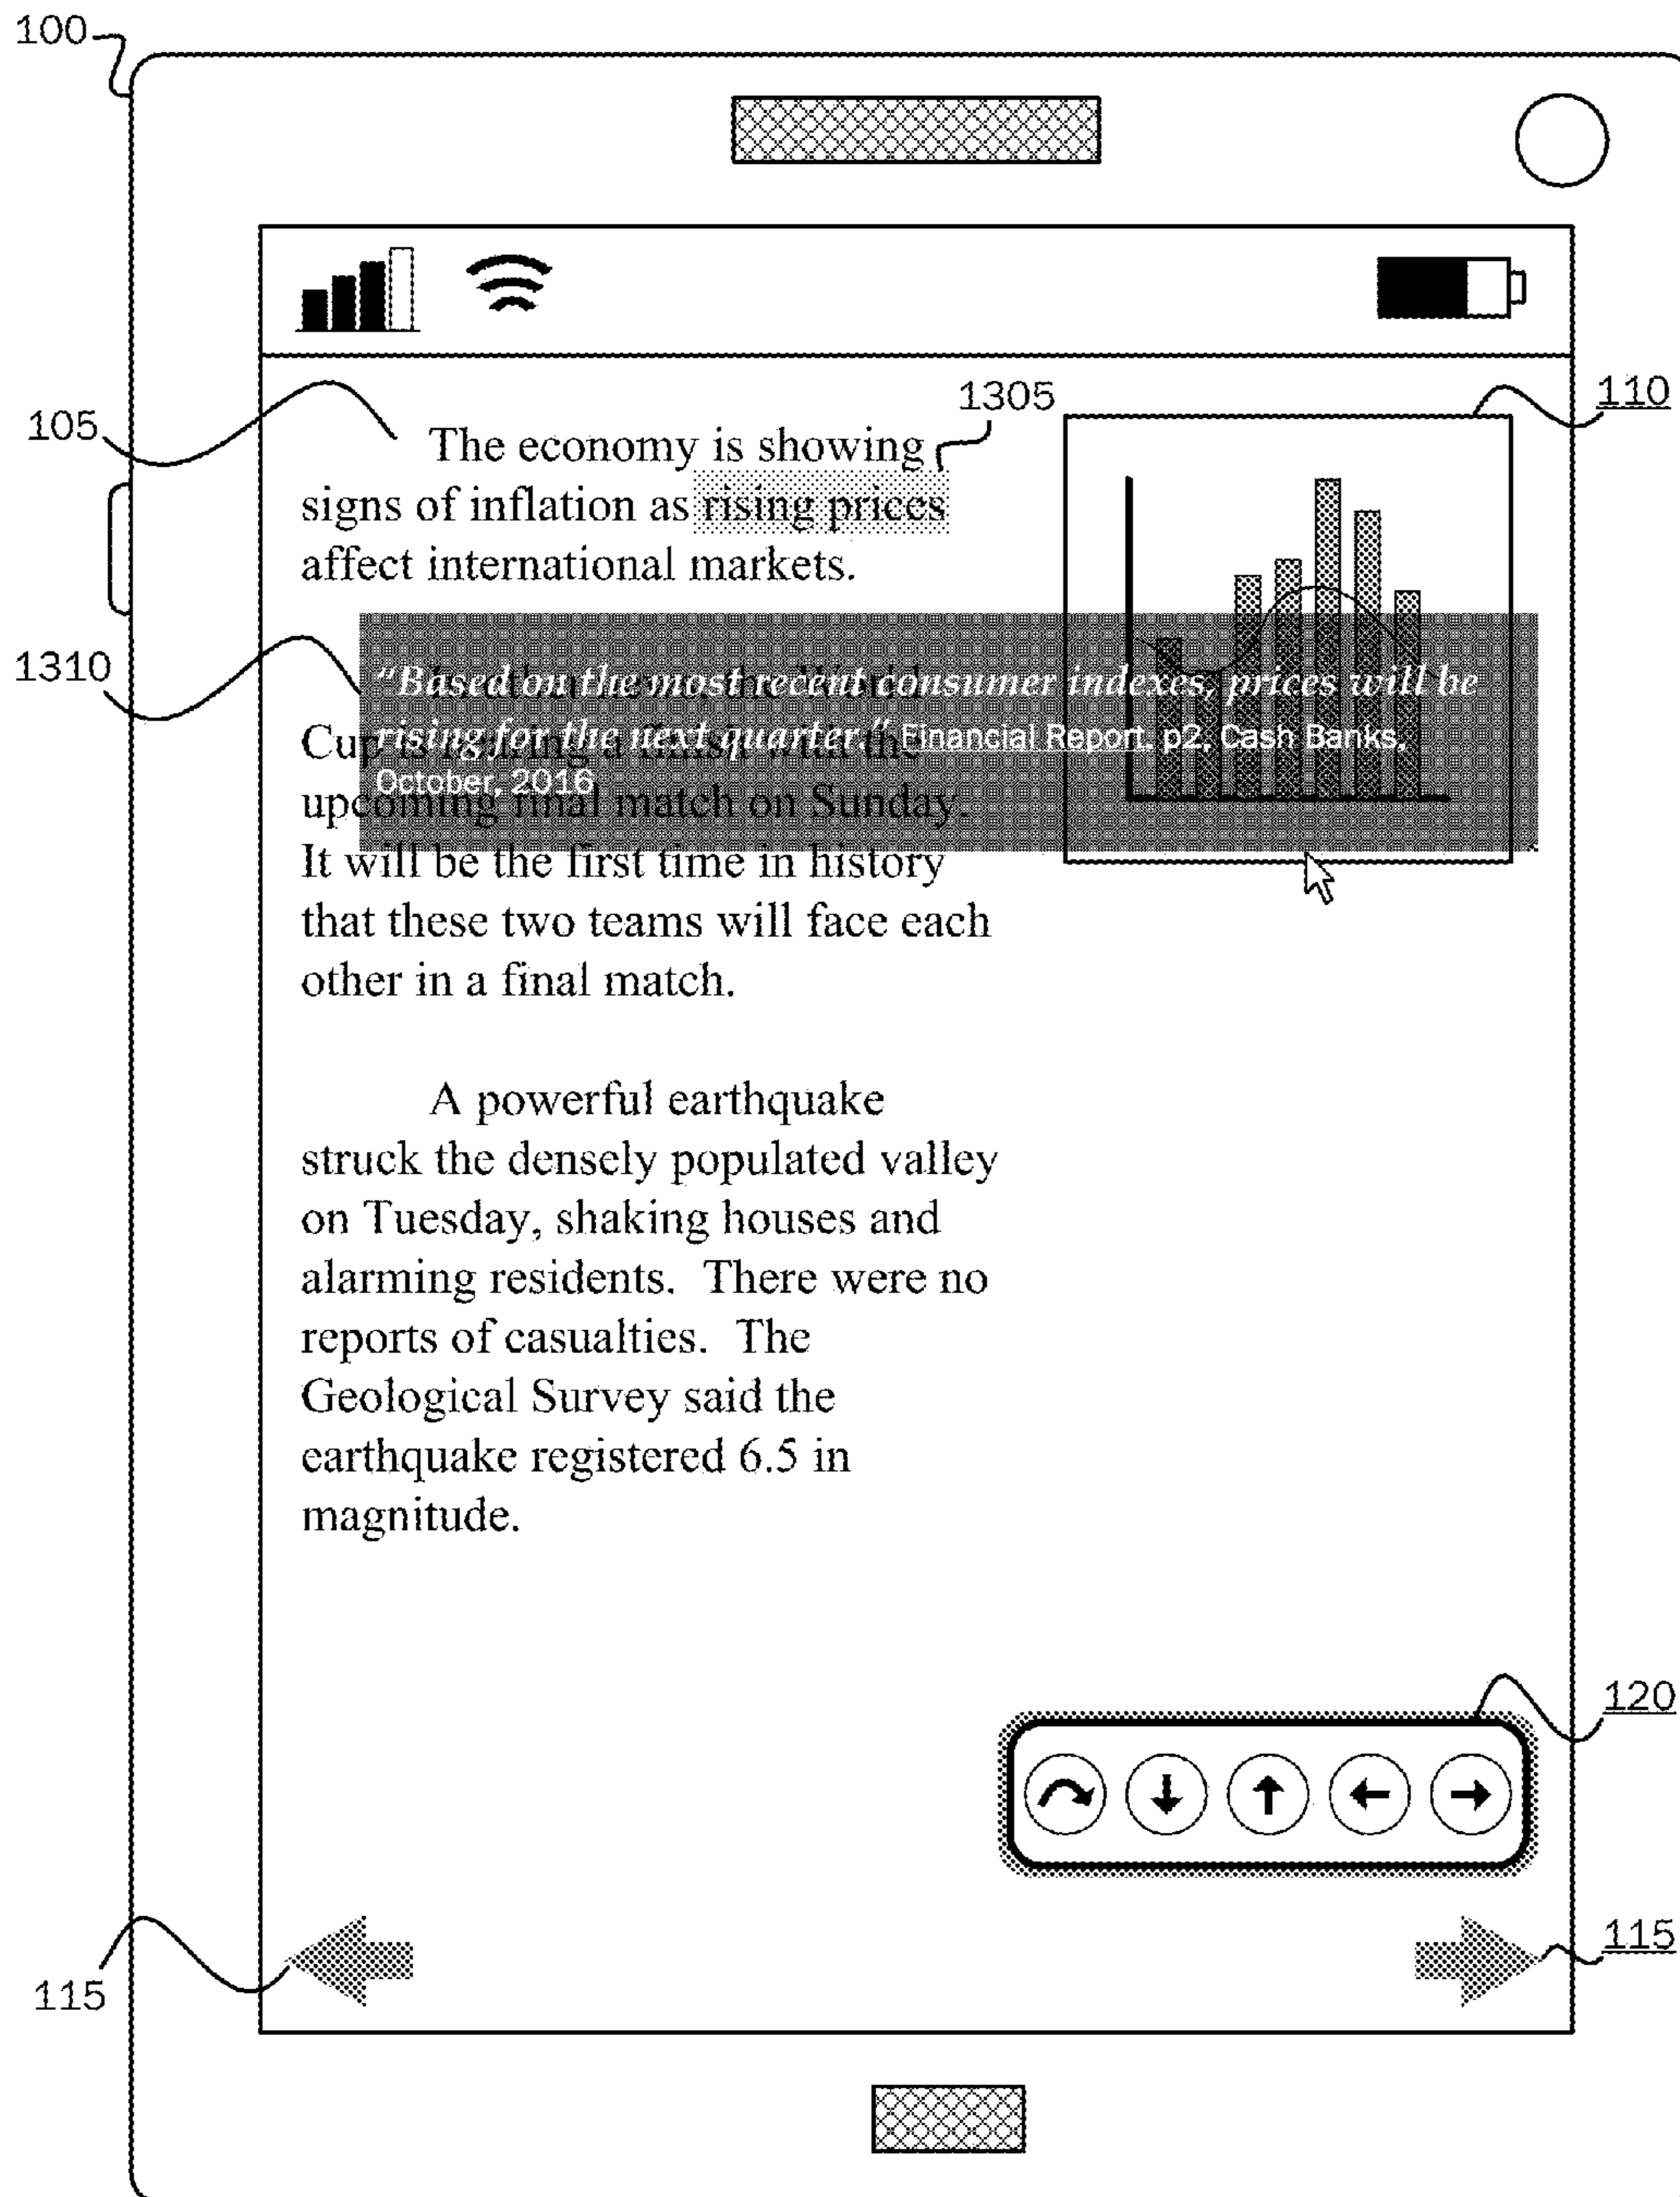 100
105
1305
110
The economy is showing
signs of inflation as rising prices
affect international markets.
1310
“Based on the most recent consumer indexes, prices will be
rising for the next quarter.” Financial Report, p2, Cash Banks,
October, 2016
Cup
with the
upcoming final match on Sunday.
It will be the first time in history
that these two teams will face each
other in a final match.
A powerful earthquake
struck the densely populated valley
on Tuesday, shaking houses and
alarming residents.  There were no
reports of casualties.  The
Geological Survey said the
earthquake registered 6.5 in
magnitude.
120
115
115